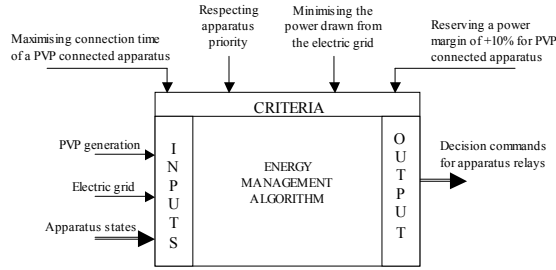 Maximising connection time
of a PVP connected apparatus
Respecting
apparatus
priority
Minimising the
power drawn from
the electric grid
Reserving a power
margin of +10% for PVP
connected apparatus
CRITERIA
PVP generation
Electric grid
Apparatus states
INPUTS
ENERGY
MANAGEMENT
ALGORITHM
OUTPUT
Decision commands
for apparatus relays